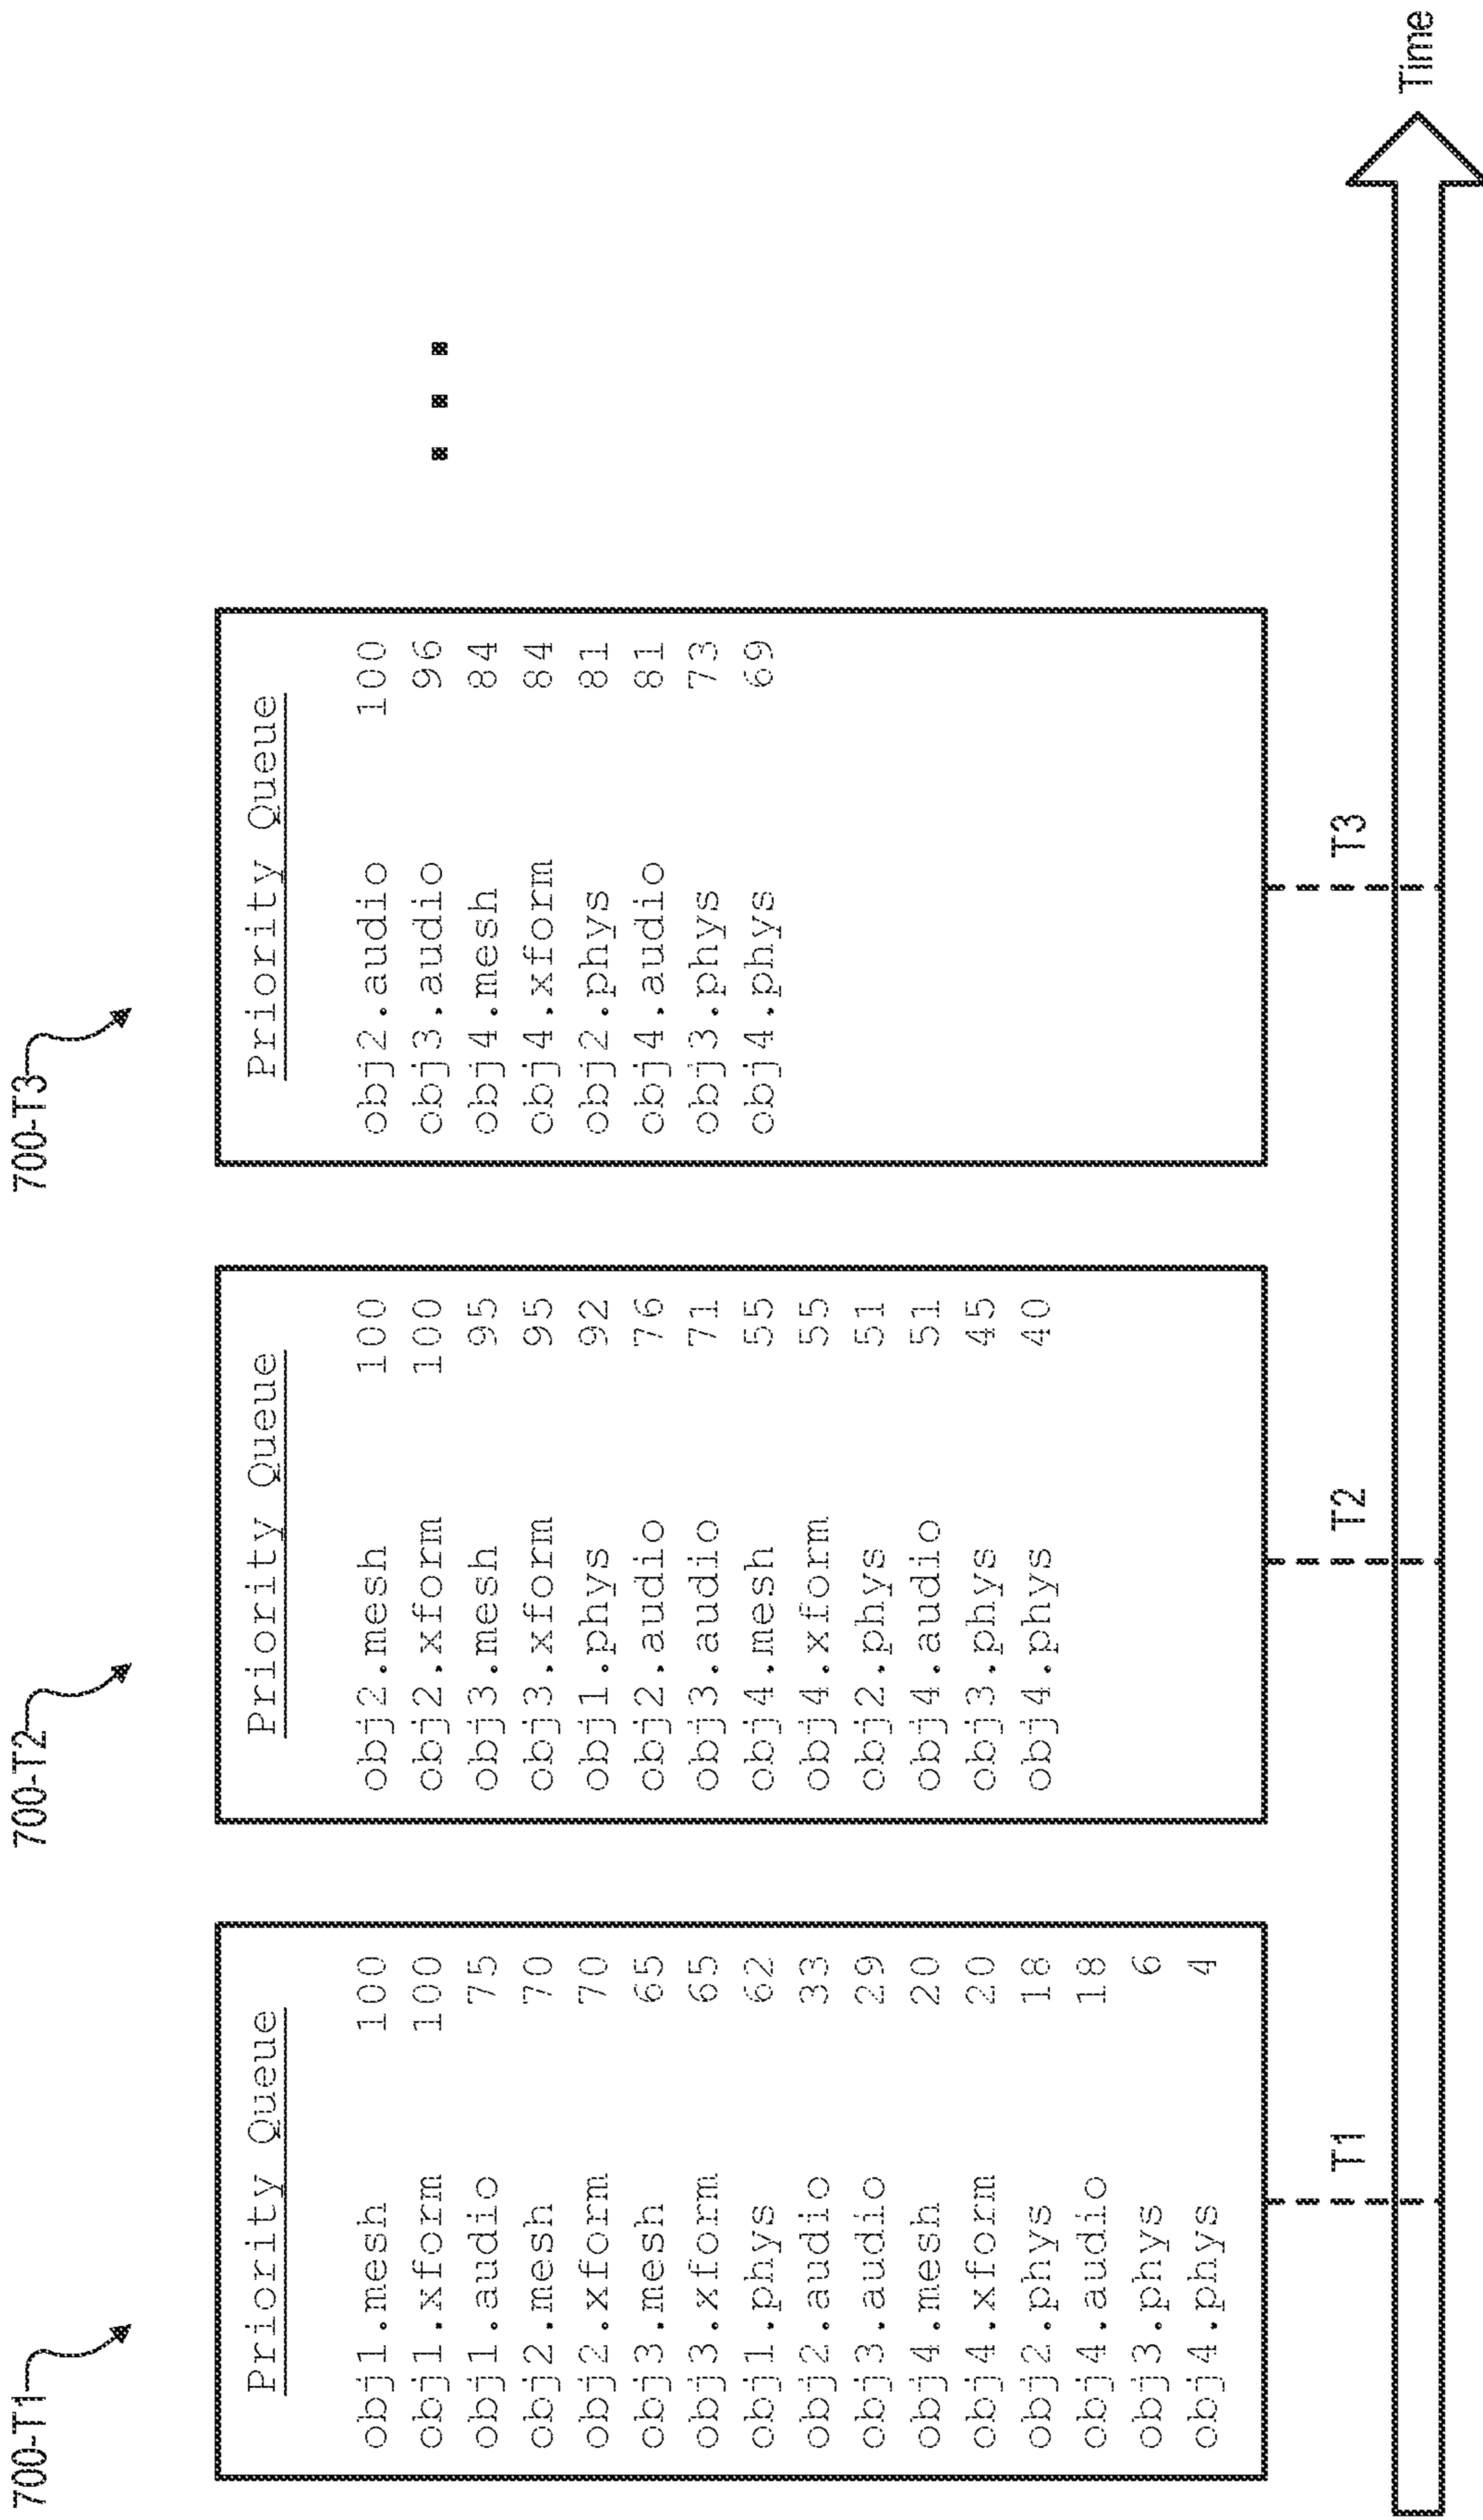 700-T1
Priority Queue
obj1.mesh 100
obj1.xform 100
obj1.audio 75
obj2.mesh 70
obj2.xform 70
obj3.mesh 65
obj3.xform 65
obj1.phys 62
obj2.audio 33
obj3.audio 29
obj4.mesh 20
obj4.xform 20
obj2.phys 18
obj4.audio 18
obj3.phys 6
obj4.phys 4
T1
700-T2
Priority Queue
obj2.mesh 100
obj2.xform 100
obj3.mesh 95
obj3.xform 95
obj1.phys 92
obj2.audio 76
obj3.audio 71
obj4.mesh 55
obj4.xform 55
obj2.phys 51
obj4.audio 51
obj3.phys 45
obj4.phys 40
T2
700-T3
Priority Queue
obj2.audio 100
obj3.audio 96
obj4.mesh 84
obj4.xform 84
obj2.phys 81
obj4.audio 81
obj3.phys 73
obj4.phys 69
T3
Time